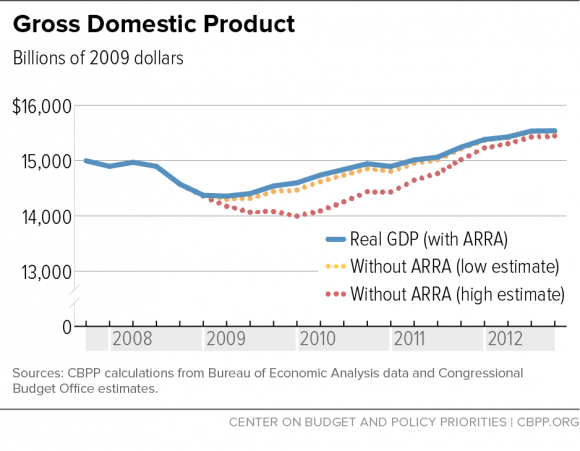 Gross Domestic Product
Billions of 2009 dollars
$16,000
15,000
14,000
13,000
0
Real GDP (with ARRA)
Without ARRA (low estimate)
Without ARRA (high estimate)
2008 2009 2010 2011 2012
Sources: CBPP calculations from Bureau of Economic Analysis data and Congressional
Budget Office estimates.
CENTER ON BUDGET AND POLICY PRIORITIES | CBPP.ORG